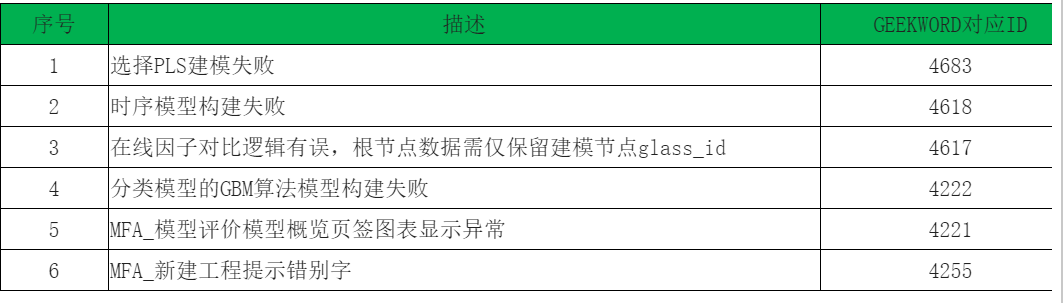 序号 描述 GEEKWORD对应ID
1 选择PLS建模失败 4683
2 时序模型构建失败 4618
3 在线因子对比逻辑有误，根节点数据需仅保留建模节点glass_id 4617
4 分类模型的GBM算法模型构建失败 4222
5 MFA_模型评价模型概览页签图表显示异常 4221
6 MFA_新建工程提示错别字 4255